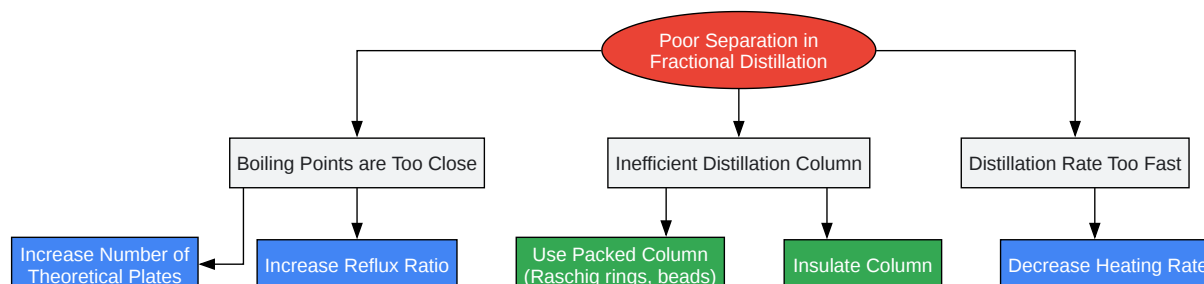 Poor Separation in
Fractional Distillation
Boiling Points are Too Close
Inefficient Distillation Column
Distillation Rate Too Fast
Increase Number of
Theoretical Plates
Increase Reflux Ratio
Use Packed Column
(Raschig rings, beads)
Insulate Column
Decrease Heating Rate